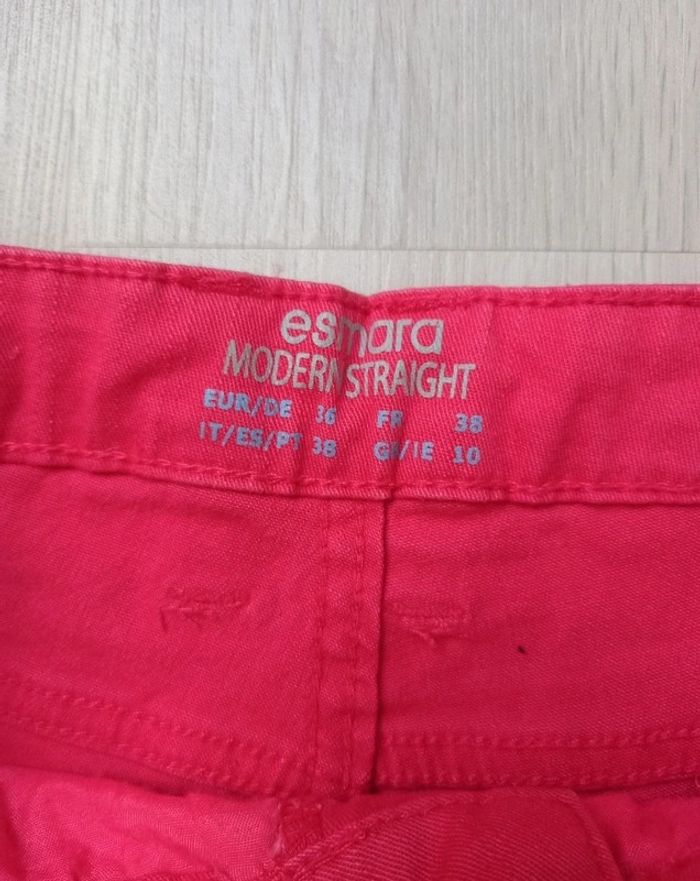 esmara
MODERN STRAIGHT
EUR/DE 36 FR 38
IT/ES/PT 38 GB/IE 10